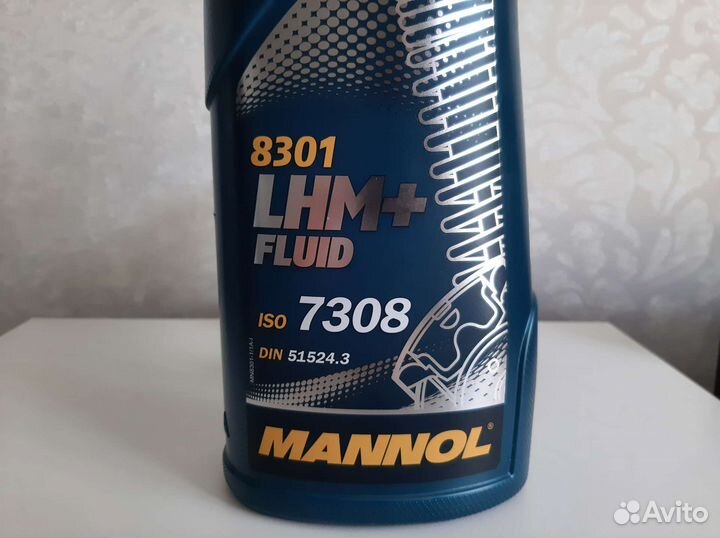 8301
LHM+
FLUID
ISO 7308
DIN 51524.3
MANNOL®
Avito